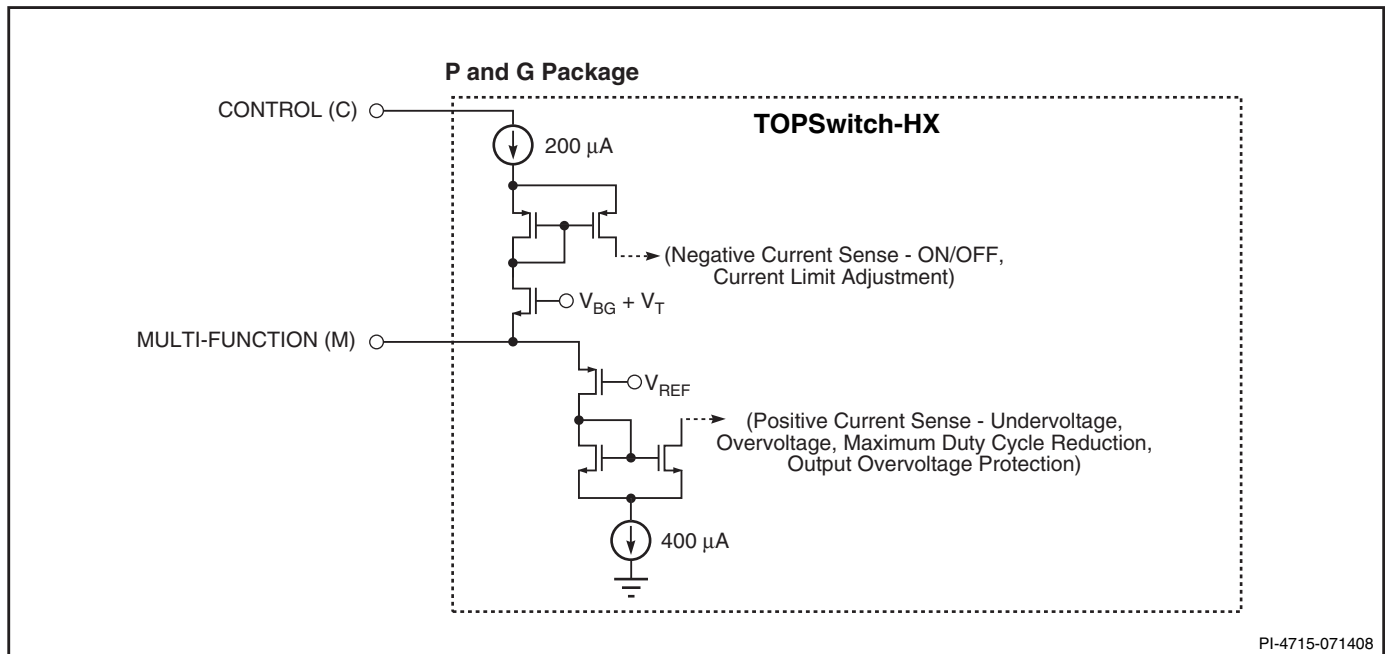 P and G Package
CONTROL (C)
TOPSwitch-HX
200 μA
(Negative Current Sense - ON/OFF,
Current Limit Adjustment)
V_BG + V_T
MULTI-FUNCTION (M)
V_REF
(Positive Current Sense - Undervoltage,
Overvoltage, Maximum Duty Cycle Reduction,
Output Overvoltage Protection)
400 μA
PI-4715-071408